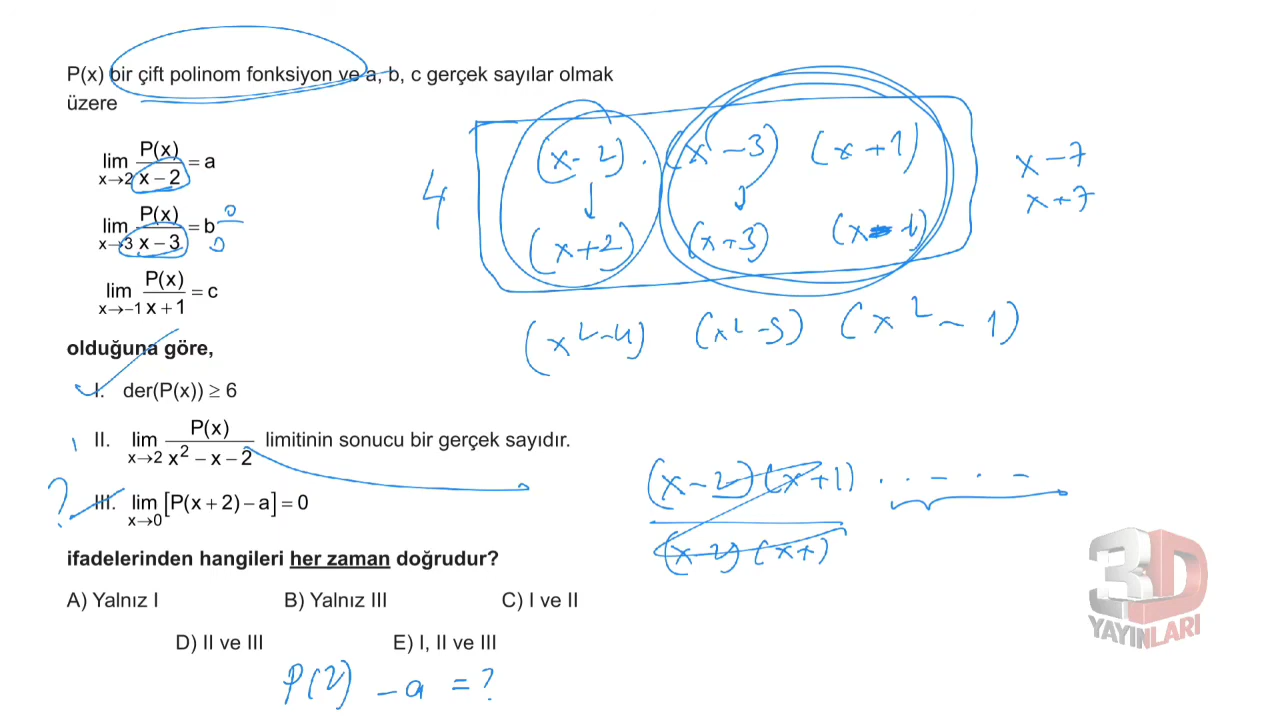 P(x) bir çift polinom fonksiyon ve a, b, c gerçek sayılar olmak
üzere
lim x→2 P(x)/(x − 2) = a
lim x→3 P(x)/(x − 3) = b 0/0
lim x→−1 P(x)/(x + 1) = c
olduğuna göre,
I. der(P(x)) ≥ 6
II. lim x→2 P(x)/(x² − x − 2) limitinin sonucu bir gerçek sayıdır.
? III. lim x→0 [P(x + 2) − a] = 0
ifadelerinden hangileri her zaman doğrudur?
A) Yalnız I B) Yalnız III C) I ve II
D) II ve III E) I, II ve III
P(2) − a = ?
4 (x − 2) · (x − 3) (x + 1)
(x + 2) (x + 3) (x − 1)
x − 7
x + 7
(x² − 4) (x² − 9) (x² − 1)
(x − 2)(x + 1) . . − . −
(x − 2)(x + )
3D
YAYINLARI